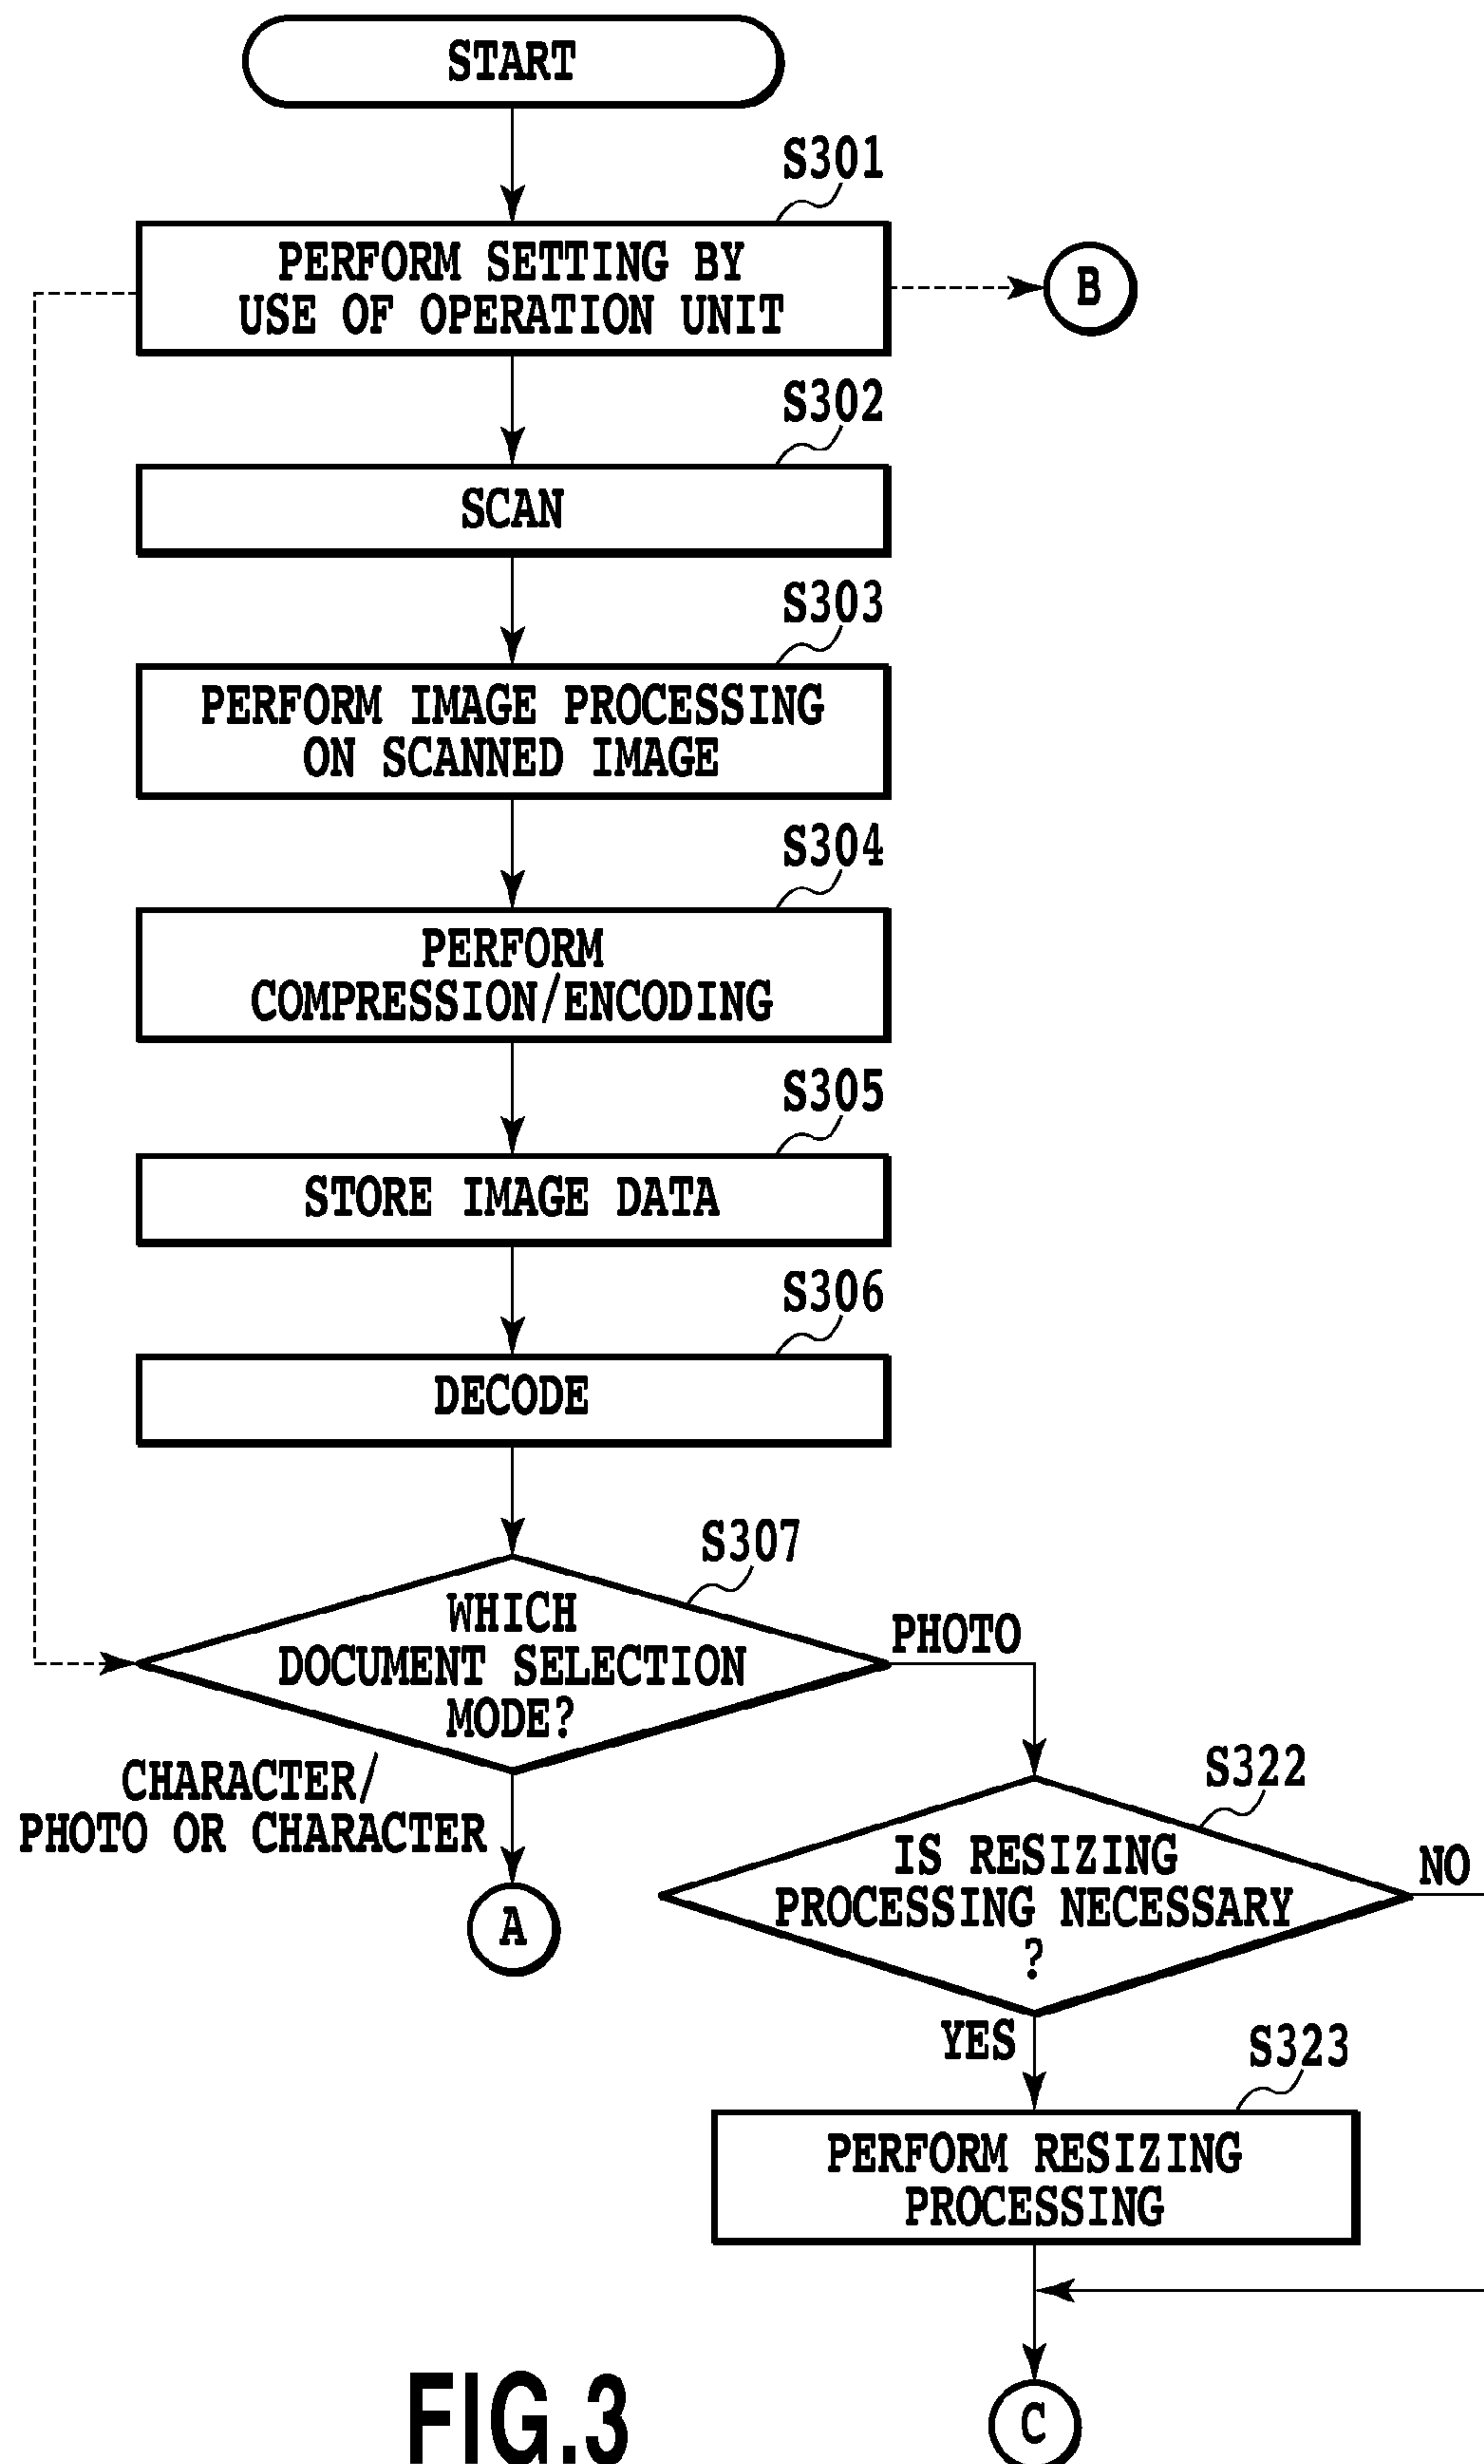 START
S301
PERFORM SETTING BY
USE OF OPERATION UNIT
B
S302
SCAN
S303
PERFORM IMAGE PROCESSING
ON SCANNED IMAGE
S304
PERFORM
COMPRESSION/ENCODING
S305
STORE IMAGE DATA
S306
DECODE
S307
WHICH
DOCUMENT SELECTION
MODE?
PHOTO
CHARACTER/
PHOTO OR CHARACTER
A
S322
IS RESIZING
PROCESSING NECESSARY
?
NO
YES
S323
PERFORM RESIZING
PROCESSING
C
FIG.3